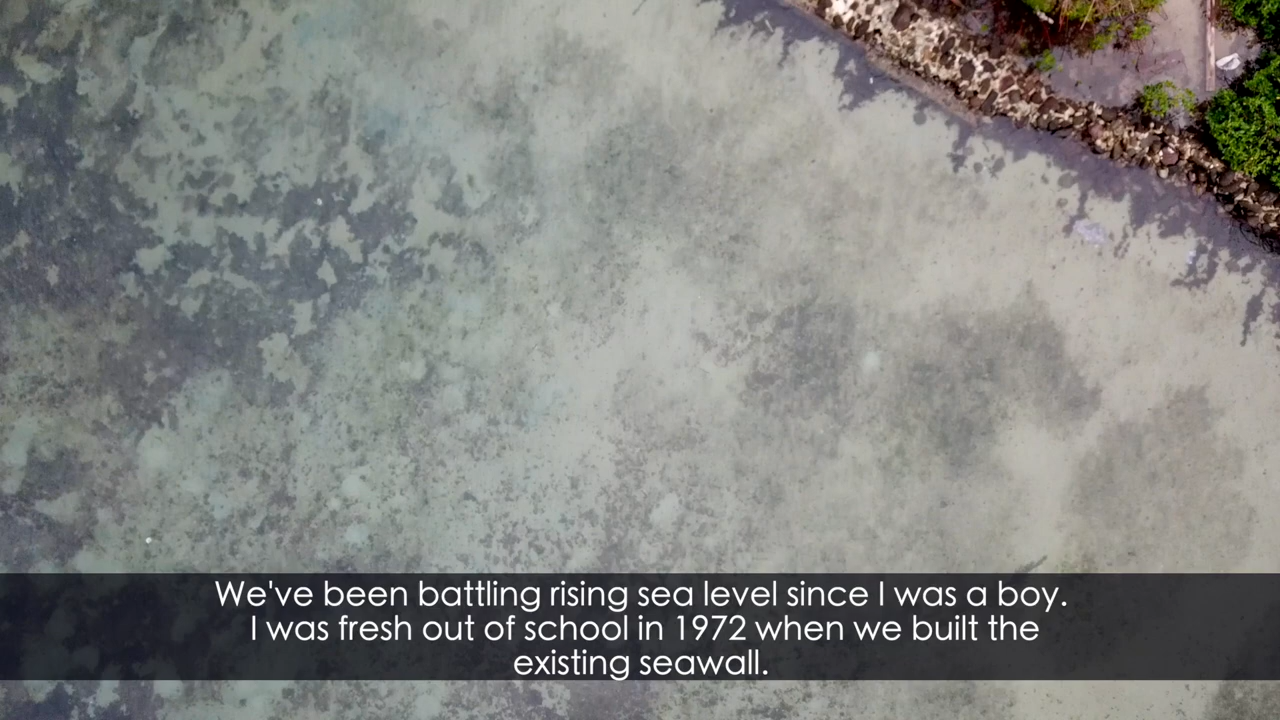 We've been battling rising sea level since I was a boy.
I was fresh out of school in 1972 when we built the
existing seawall.